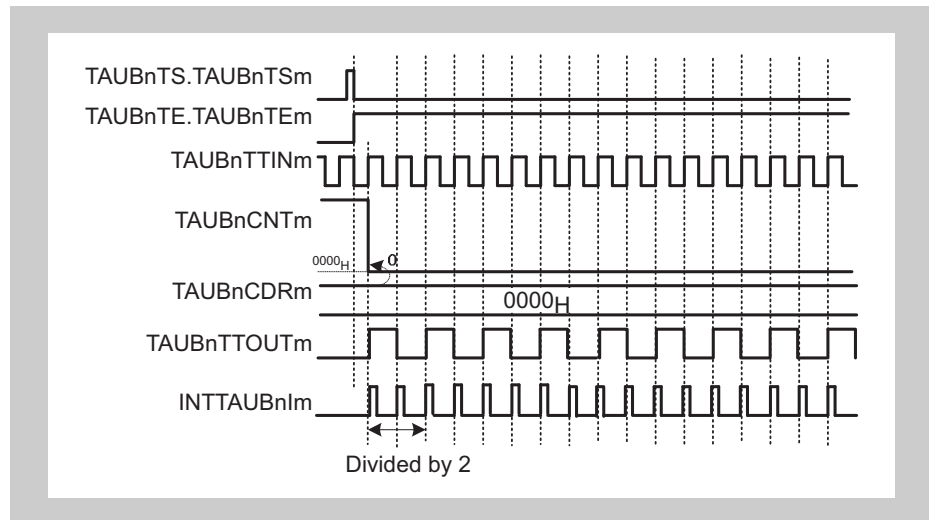 TAUBnTS.TAUBnTSm
TAUBnTE.TAUBnTEm
TAUBnTTINm
TAUBnCNTm
0000H
0
TAUBnCDRm
0000H
TAUBnTTOUTm
INTTAUBnIm
Divided by 2